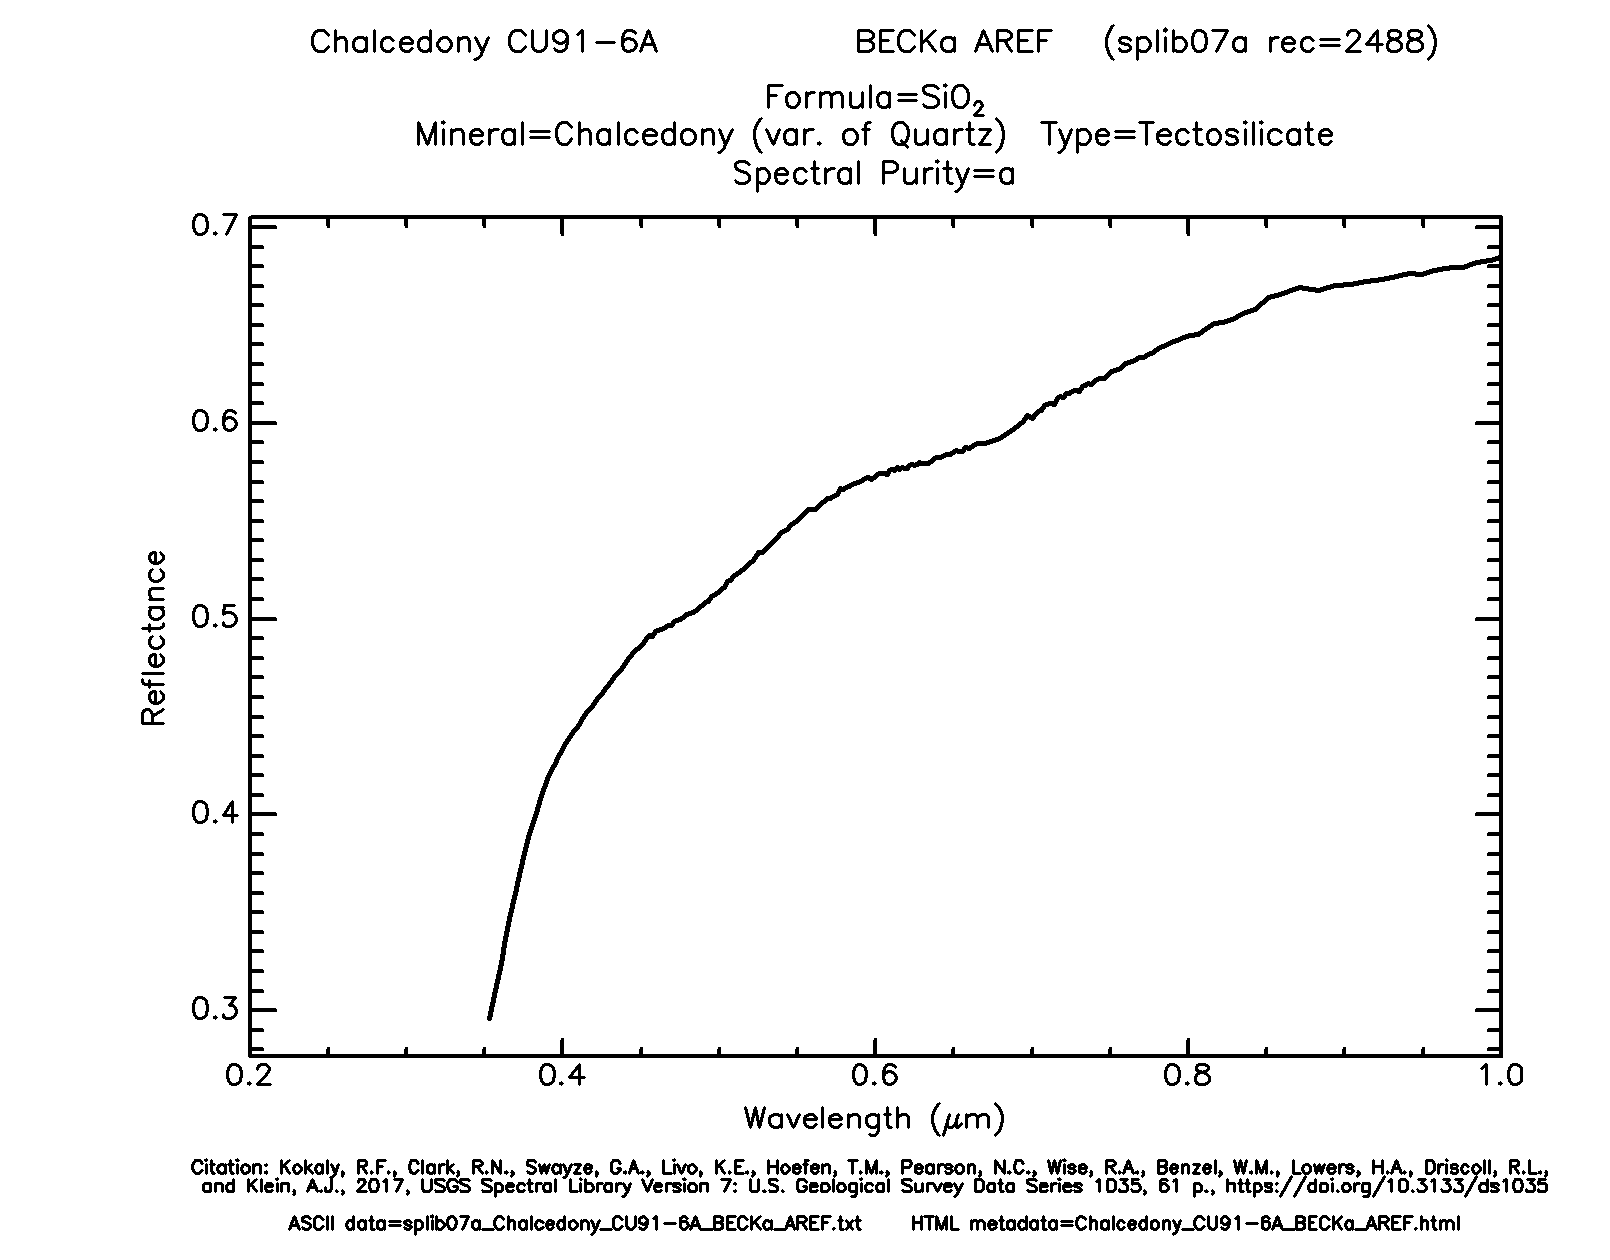 Chalcedony CU91-6A BECKa AREF (splib07a rec=2488)
Formula=SiO2
Mineral=Chalcedony (var. of Quartz) Type=Tectosilicate
Spectral Purity=a
0.7
0.6
0.5
0.4
0.3
Reflectance
0.2 0.4 0.6 0.8 1.0
Wavelength (μm)
Citation: Kokaly, R.F., Clark, R.N., Swayze, G.A., Livo, K.E., Hoefen, T.M., Pearson, N.C., Wise, R.A., Benzel, W.M., Lowers, H.A., Driscoll, R.L.,
and Klein, A.J., 2017, USGS Spectral Library Version 7: U.S. Geological Survey Data Series 1035, 61 p., https://doi.org/10.3133/ds1035
ASCII data=splib07a_Chalcedony_CU91-6A_BECKa_AREF.txt HTML metadata=Chalcedony_CU91-6A_BECKa_AREF.html